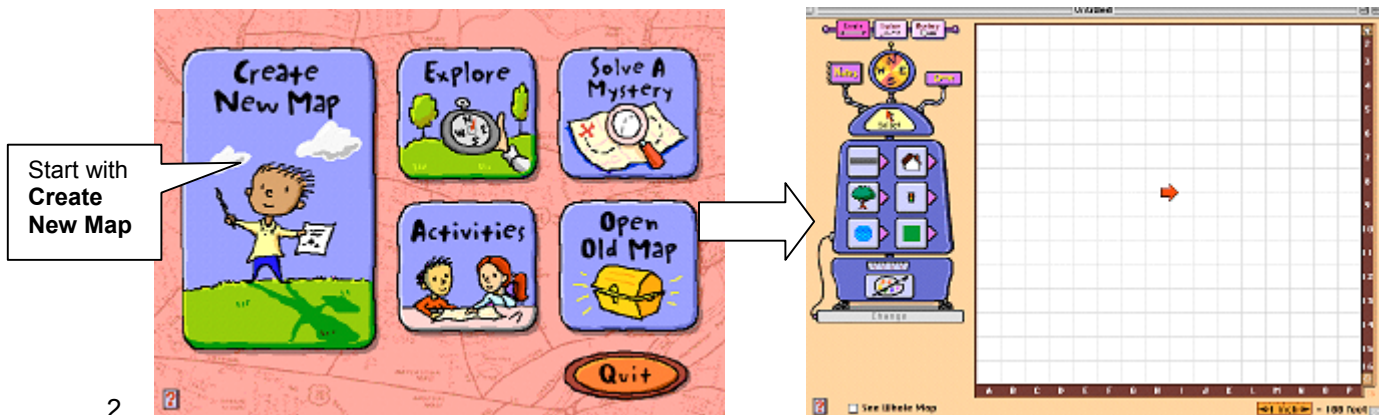 Start with
Create
New Map
Create
New Map
Explore
Solve A
Mystery
Activities
Open
Old Map
Quit
?
2
Untitled
N
W E
S
Select
Change
2
3
4
5
6
7
8
9
10
11
12
13
14
15
16
A B C D E F G H I J K L M N O P
?
See Whole Map
1 inch = 100 feet